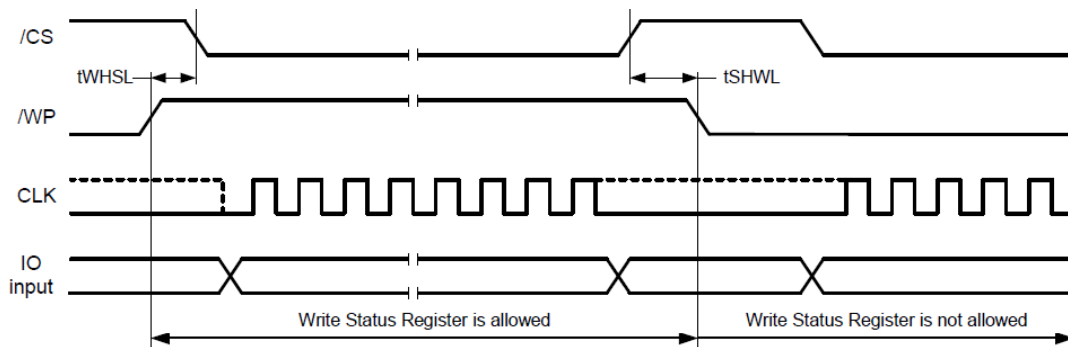 /CS
tWHSL
tSHWL
/WP
CLK
IO
input
Write Status Register is allowed
Write Status Register is not allowed